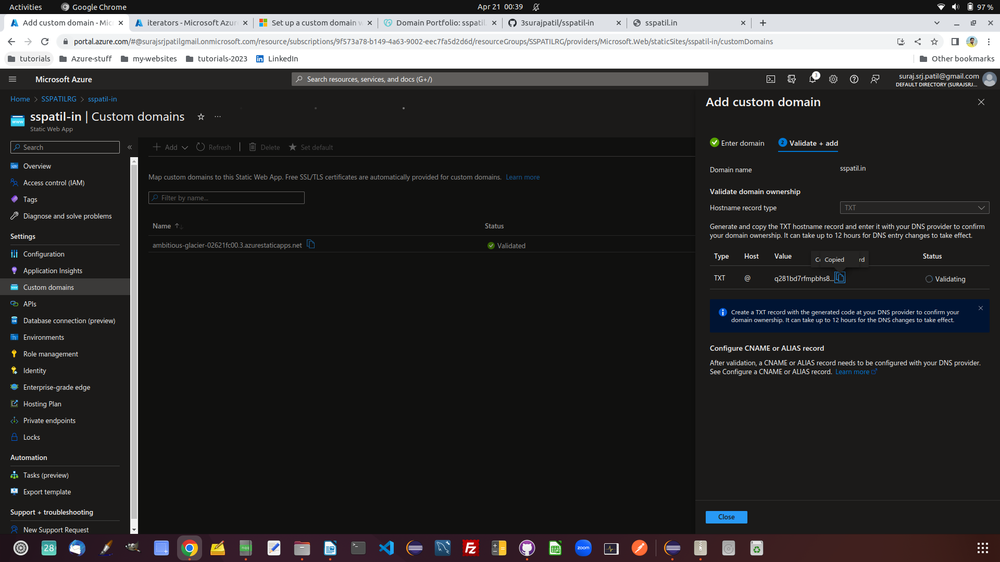 Activities
Google Chrome
Apr 21 00:39
97 %
Add custom domain - Mic
iterators - Microsoft Azur
Set up a custom domain w
Domain Portfolio: sspatil.
3surajpatil/sspatil-in
sspatil.in
portal.azure.com/#@surajsrjpatilgmail.onmicrosoft.com/resource/subscriptions/9f573a78-b149-4a63-9002-eec7fa5d2d6d/resourceGroups/SSPATILRG/providers/Microsoft.Web/staticSites/sspatil-in/customDomains
tutorials
Azure-stuff
my-websites
tutorials-2023
LinkedIn
Other bookmarks
Microsoft Azure
Search resources, services, and docs (G+/)
3
suraj.srj.patil@gmail.com
DEFAULT DIRECTORY (SURAJSRJ...
Home > SSPATILRG > sspatil-in
sspatil-in | Custom domains
Static Web App
Search
Overview
Access control (IAM)
Tags
Diagnose and solve problems
Settings
Configuration
Application Insights
Custom domains
APIs
Database connection (preview)
Environments
Role management
Identity
Enterprise-grade edge
Hosting Plan
Private endpoints
Locks
Automation
Tasks (preview)
Export template
Support + troubleshooting
New Support Request
Add
Refresh
Delete
Set default
Map custom domains to this Static Web App. Free SSL/TLS certificates are automatically provided for custom domains. Learn more
Filter by name...
Name
Status
ambitious-glacier-02621fc00.3.azurestaticapps.net
Validated
Add custom domain
Enter domain
2 Validate + add
Domain name
sspatil.in
Validate domain ownership
Hostname record type
TXT
Generate and copy the TXT hostname record and enter it with your DNS provider to confirm
your domain ownership. It can take up to 12 hours for DNS entry changes to take effect.
Type
Host
Value
Copied
rd
Status
TXT
@
q281bd7rfmpbhs8...
Validating
Create a TXT record with the generated code at your DNS provider to confirm your
domain ownership. It can take up to 12 hours for the DNS changes to take effect.
Configure CNAME or ALIAS record
After validation, a CNAME or ALIAS record needs to be configured with your DNS provider.
See Configure a CNAME or ALIAS record. Learn more
Close
28
nqq
zoom